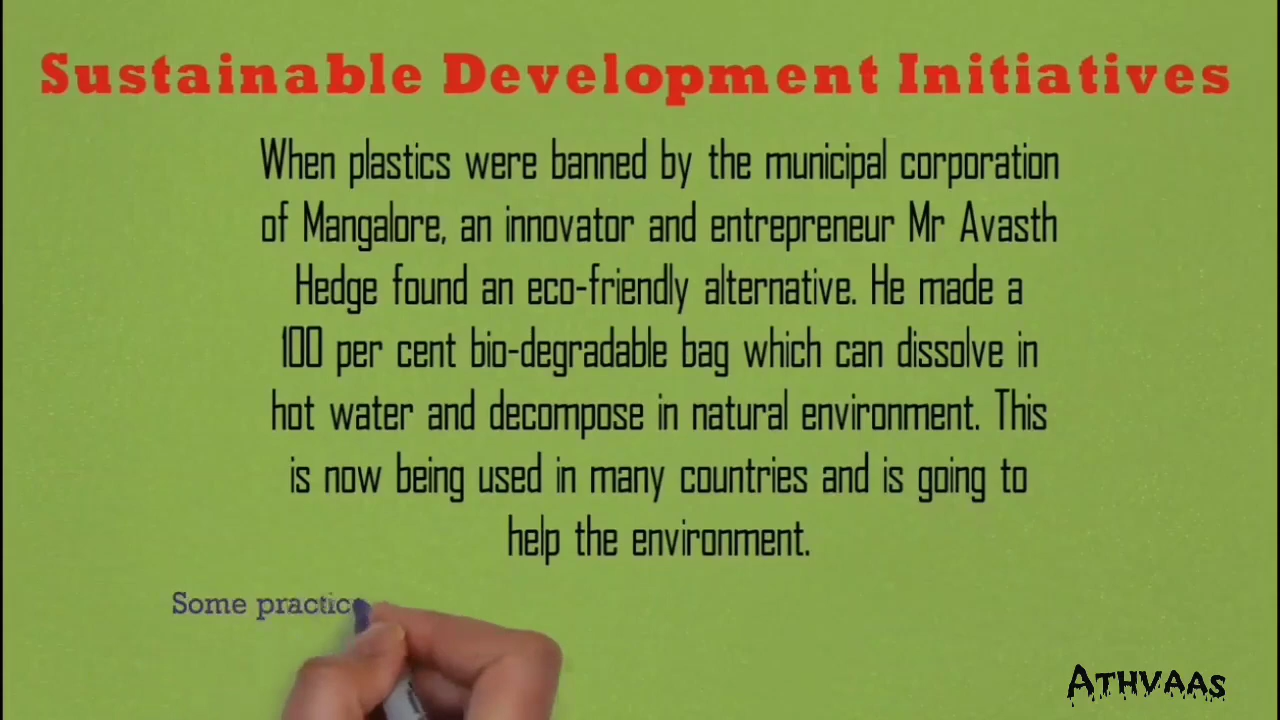 Sustainable Development Initiatives
When plastics were banned by the municipal corporation
of Mangalore, an innovator and entrepreneur Mr Avasth
Hedge found an eco-friendly alternative. He made a
100 per cent bio-degradable bag which can dissolve in
hot water and decompose in natural environment. This
is now being used in many countries and is going to
help the environment.
Some practic
ATHVAAS